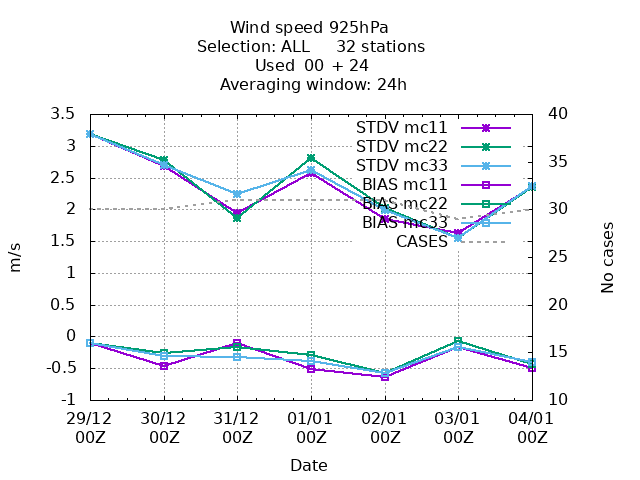 Wind speed 925hPa
Selection: ALL 32 stations
Used 00 + 24
Averaging window: 24h
3.5
3
2.5
2
1.5
1
0.5
0
-0.5
-1
m/s
40
35
30
25
20
15
10
No cases
STDV mc11
STDV mc22
STDV mc33
BIAS mc11
BIAS mc22
BIAS mc33
CASES
29/12 30/12 31/12 01/01 02/01 03/01 04/01
00Z 00Z 00Z 00Z 00Z 00Z 00Z
Date